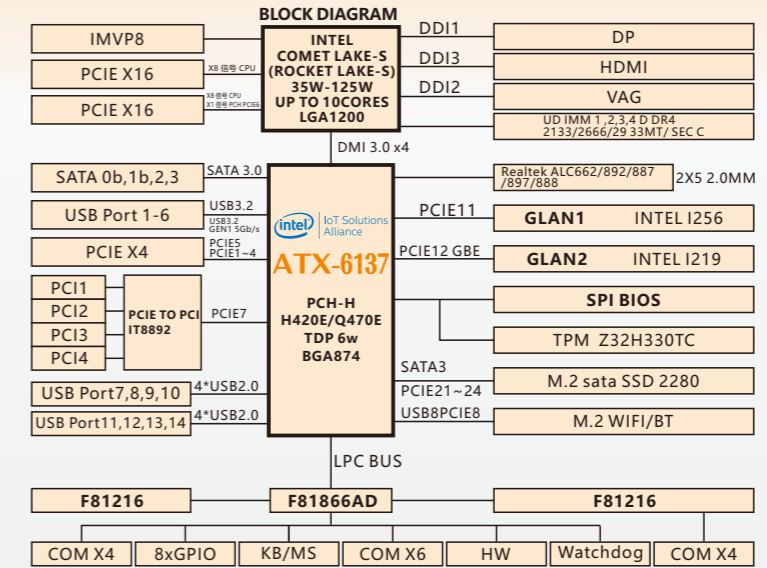 BLOCK DIAGRAM
IMVP8
PCIE X16
X8 信号 CPU
PCIE X16
X8 信号 CPU
X1 信号 PCH PCIE6
INTEL
COMET LAKE-S
(ROCKET LAKE-S)
35W-125W
UP TO 10CORES
LGA1200
DDI1
DP
DDI3
HDMI
DDI2
VAG
UD IMM 1 ,2,3,4 D DR4
2133/2666/29 33MT/ SEC C
DMI 3.0 x4
SATA 0b,1b,2,3
SATA 3.0
USB Port 1-6
USB3.2
USB3.2
GEN1 5Gb/s
PCIE X4
PCIE5
PCIE1~4
PCI1
PCI2
PCI3
PCI4
PCIE TO PCI
IT8892
PCIE7
USB Port7,8,9,10
4*USB2.0
USB Port11,12,13,14
4*USB2.0
intel
IoT Solutions
Alliance
ATX-6137
PCH-H
H420E/Q470E
TDP 6w
BGA874
Realtek ALC662/892/887
/897/888
2X5 2.0MM
PCIE11
GLAN1 INTEL I256
PCIE12 GBE
GLAN2 INTEL I219
SPI BIOS
TPM Z32H330TC
SATA3
PCIE21~24
M.2 sata SSD 2280
USB8PCIE8
M.2 WIFI/BT
LPC BUS
F81216
F81866AD
F81216
COM X4
8xGPIO
KB/MS
COM X6
HW
Watchdog
COM X4